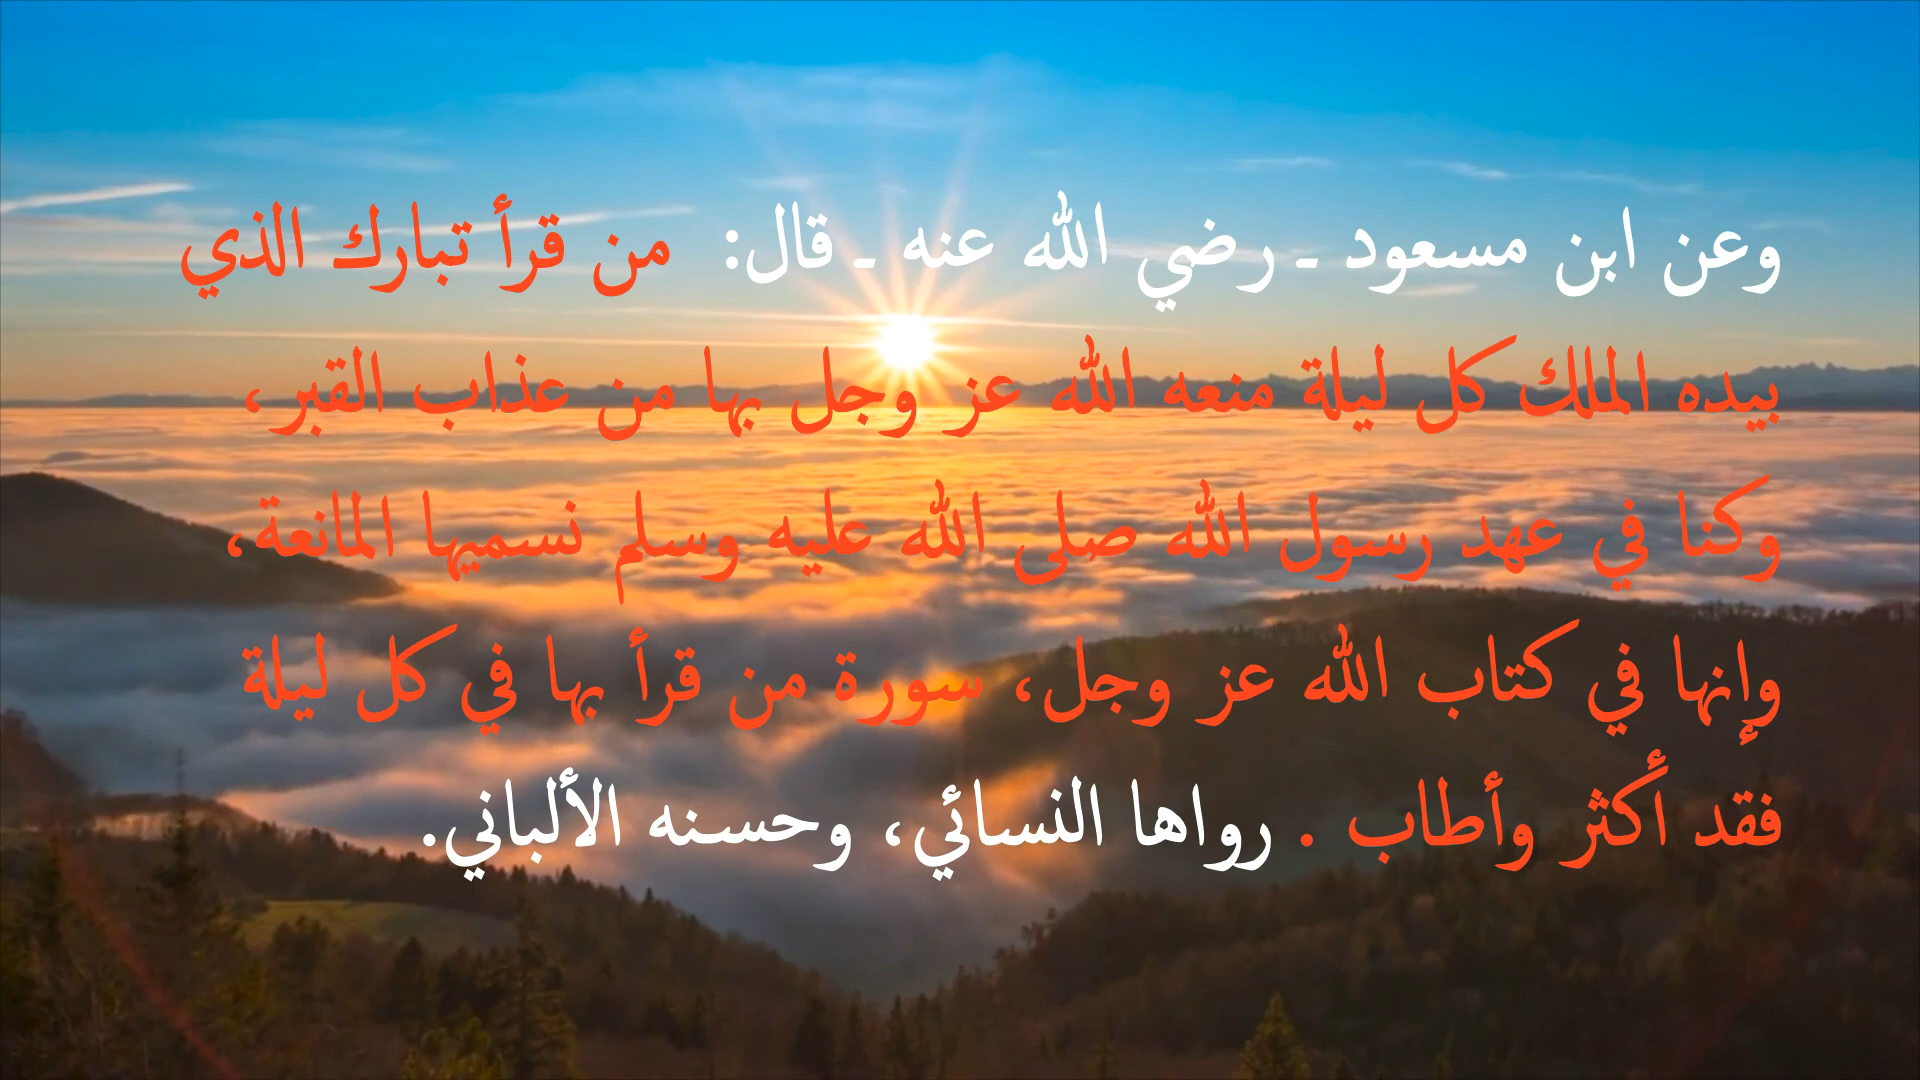 وعن ابن مسعود ـ رضي الله عنه ـ قال: من قرأ تبارك الذي
بيده الملك كل ليلة منعه الله عز وجل بها من عذاب القبر،
وكنا في عهد رسول الله صلى الله عليه وسلم نسميها المانعة،
وإنها في كتاب الله عز وجل، سورة من قرأ بها في كل ليلة
فقد أكثر وأطاب . رواها النسائي، وحسنه الألباني.